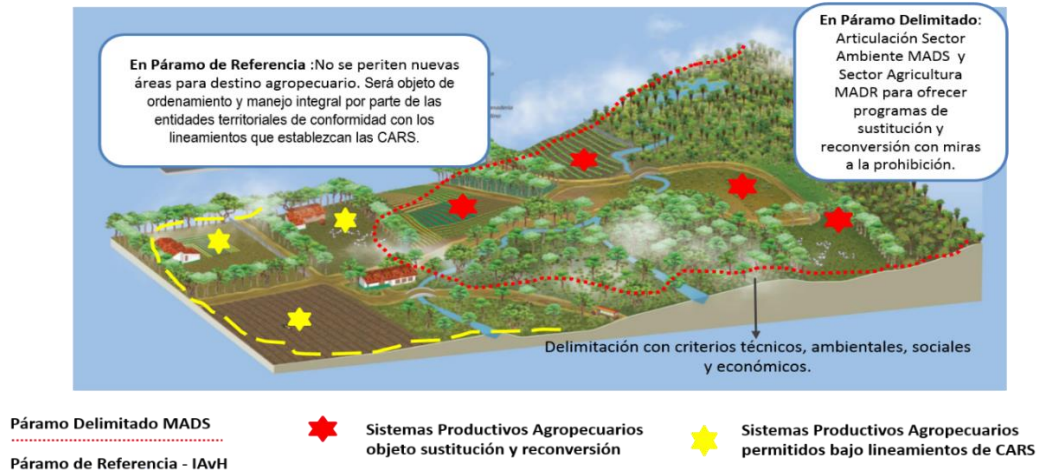 En Páramo de Referencia :No se periten nuevas
áreas para destino agropecuario. Será objeto de
ordenamiento y manejo integral por parte de las
entidades territoriales de conformidad con los
lineamientos que establezcan las CARS.
En Páramo Delimitado:
Articulación Sector
Ambiente MADS y
Sector Agricultura
MADR para ofrecer
programas de
sustitución y
reconversión con miras
a la prohibición.
Delimitación con criterios técnicos, ambientales, sociales
y económicos.
Páramo Delimitado MADS
Páramo de Referencia - IAvH
Sistemas Productivos Agropecuarios
objeto sustitución y reconversión
Sistemas Productivos Agropecuarios
permitidos bajo lineamientos de CARS